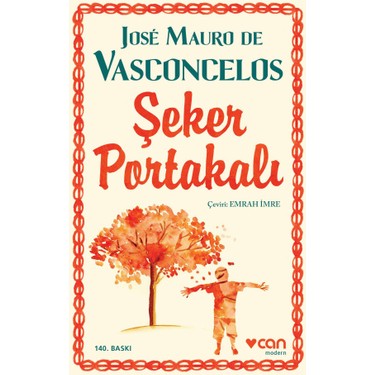 JOSÉ MAURO DE
VASCONCELOS
Şeker
Portakalı
Çeviri: EMRAH İMRE
140. BASKI
can
modern